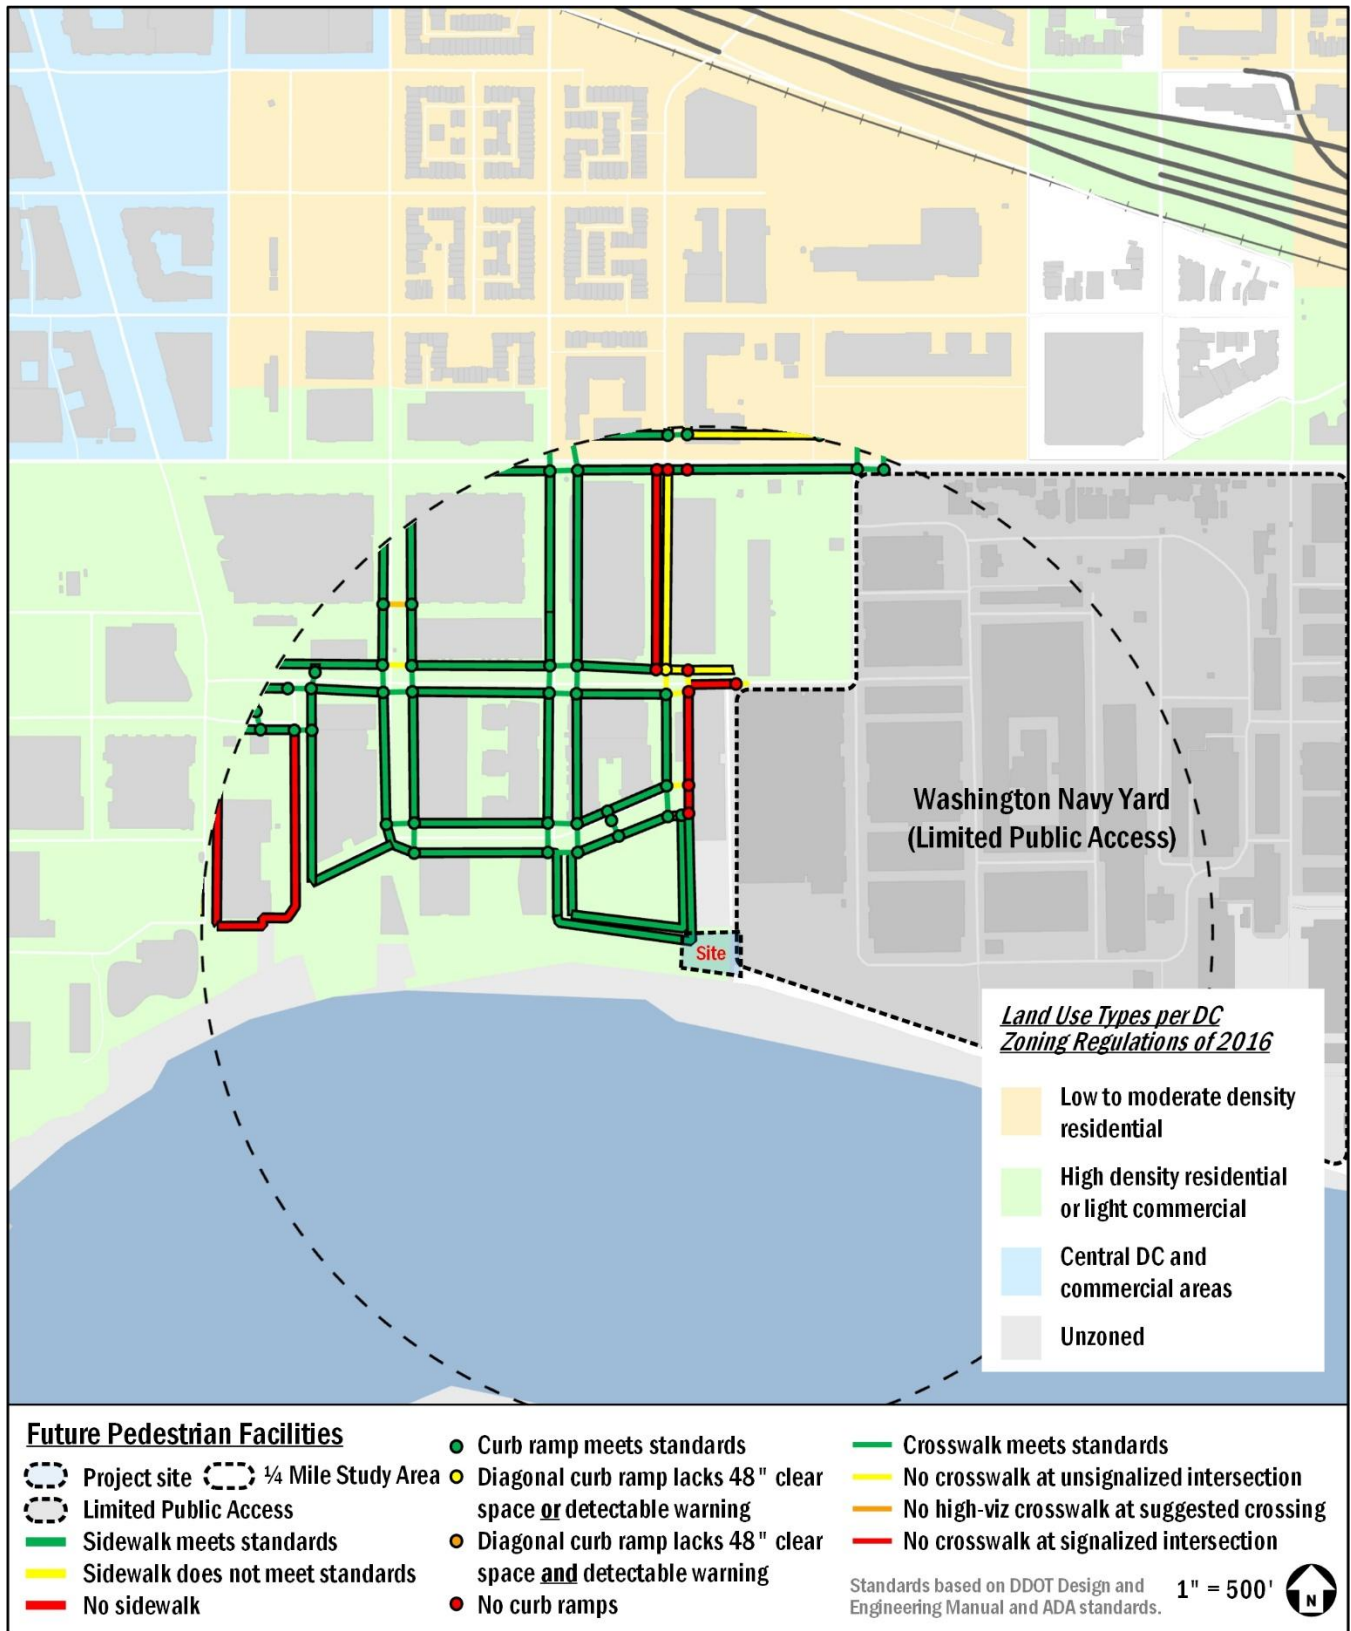 Site
Washington Navy Yard
(Limited Public Access)
Land Use Types per DC
Zoning Regulations of 2016
Low to moderate density
residential
High density residential
or light commercial
Central DC and
commercial areas
Unzoned
Future Pedestrian Facilities
Project site
¼ Mile Study Area
Limited Public Access
Sidewalk meets standards
Sidewalk does not meet standards
No sidewalk
Curb ramp meets standards
Diagonal curb ramp lacks 48" clear
space or detectable warning
Diagonal curb ramp lacks 48" clear
space and detectable warning
No curb ramps
Crosswalk meets standards
No crosswalk at unsignalized intersection
No high-viz crosswalk at suggested crossing
No crosswalk at signalized intersection
Standards based on DDOT Design and
Engineering Manual and ADA standards.
1" = 500'
N